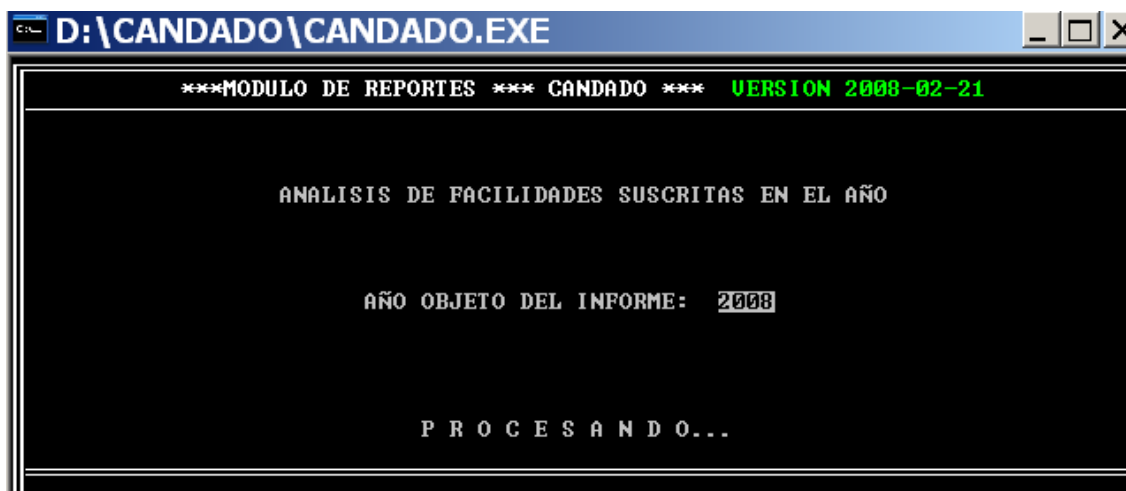 D:\CANDADO\CANDADO.EXE
***MODULO DE REPORTES *** CANDADO *** VERSION 2008-02-21
ANALISIS DE FACILIDADES SUSCRITAS EN EL AÑO
AÑO OBJETO DEL INFORME: 2008
P R O C E S A N D O...